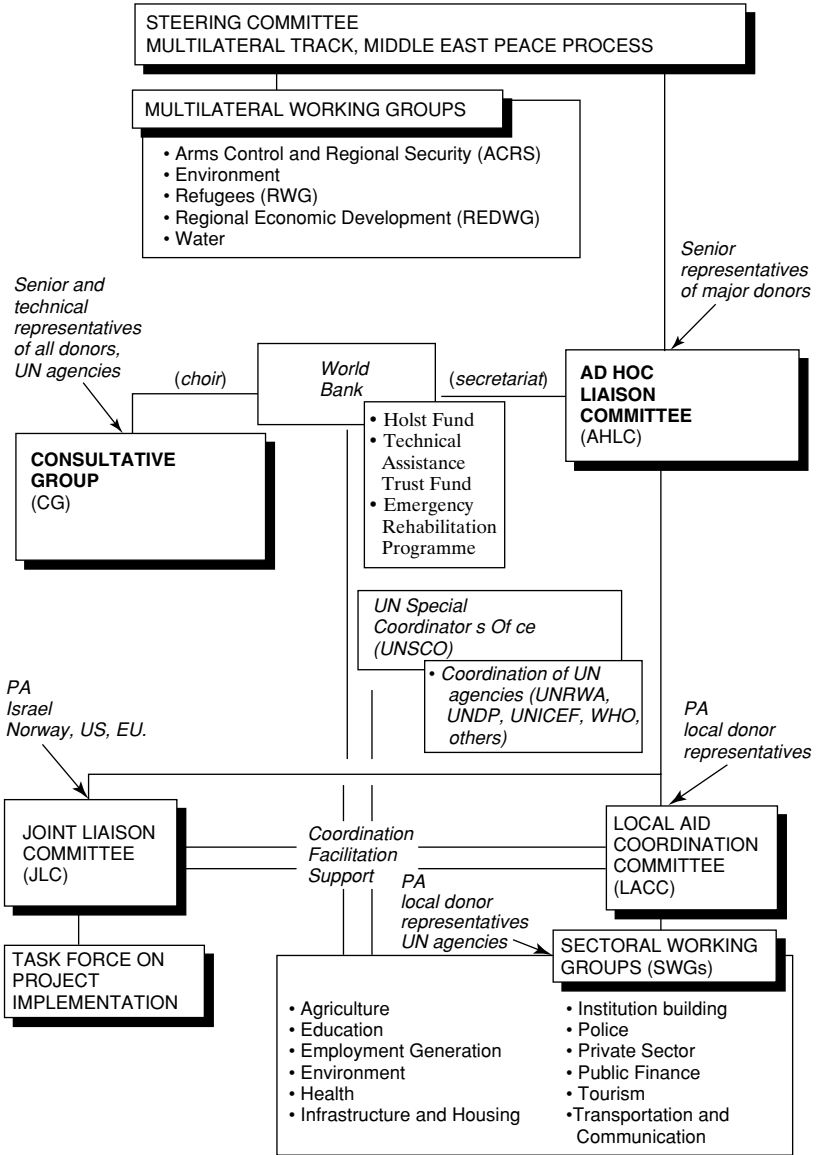 STEERING COMMITTEE
MULTILATERAL TRACK, MIDDLE EAST PEACE PROCESS
MULTILATERAL WORKING GROUPS
• Arms Control and Regional Security (ACRS)
• Environment
• Refugees (RWG)
• Regional Economic Development (REDWG)
• Water
Senior
representatives
of major donors
Senior and
technical
representatives
of all donors,
UN agencies
(choir)
World
Bank
(secretariat)
AD HOC
LIAISON
COMMITTEE
(AHLC)
• Holst Fund
• Technical
Assistance
Trust Fund
• Emergency
Rehabilitation
Programme
CONSULTATIVE
GROUP
(CG)
UN Special
Coordinator s Of ce
(UNSCO)
• Coordination of UN
agencies (UNRWA,
UNDP, UNICEF, WHO,
others)
PA
Israel
Norway, US, EU.
PA
local donor
representatives
JOINT LIAISON
COMMITTEE
(JLC)
Coordination
Facilitation
Support
LOCAL AID
COORDINATION
COMMITTEE
(LACC)
PA
local donor
representatives
UN agencies
TASK FORCE ON
PROJECT
IMPLEMENTATION
SECTORAL WORKING
GROUPS (SWGs)
• Agriculture
• Education
• Employment Generation
• Environment
• Health
• Infrastructure and Housing
• Institution building
• Police
• Private Sector
• Public Finance
• Tourism
•Transportation and
Communication